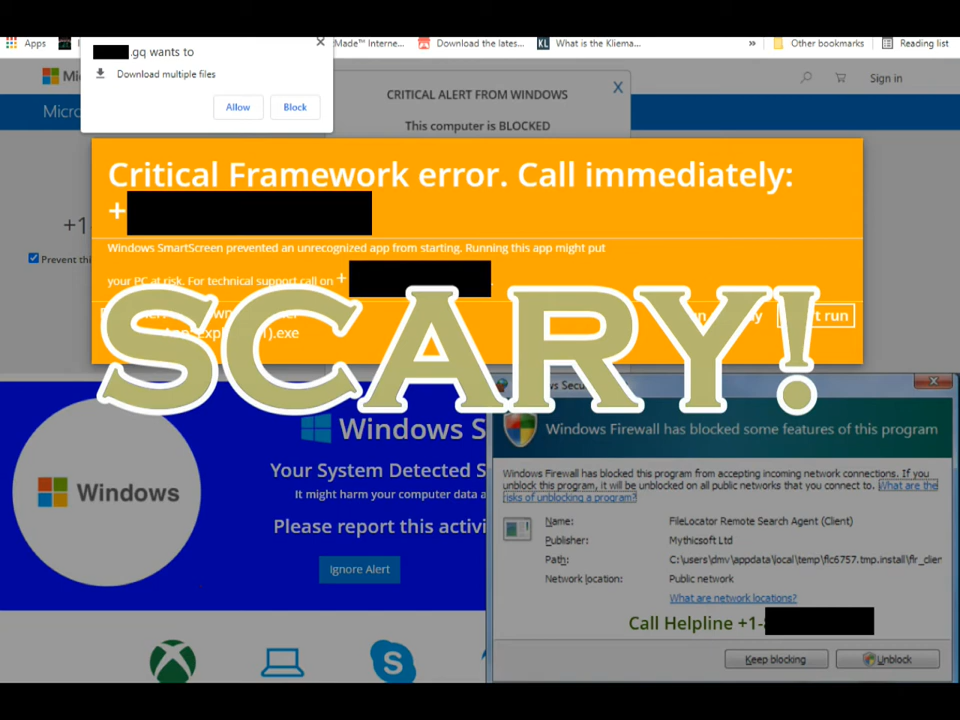 Apps
tMade™ Interne...
Download the lates...
KL
What is the Kliema...
»
Other bookmarks
Reading list
.gq wants to
Download multiple files
Allow
Block
Sign in
Micro
CRITICAL ALERT FROM WINDOWS
X
This computer is BLOCKED
Critical Framework error. Call immediately:
+
+1-
Prevent this
Windows SmartScreen prevented an unrecognized app from starting. Running this app might put
your PC at risk. For technical support call on +
run
.exe
SCARY!
Windows
Windows S
Your System Detected S
It might harm your computer data a
Please report this activi
Ignore Alert
Windows Firewall has blocked some features of this program
Windows Firewall has blocked this program from accepting incoming network connections. If you
unblock this program, it will be unblocked on all public networks that you connect to. What are the
risks of unblocking a program?
Name:
FileLocator Remote Search Agent (Client)
Publisher:
Mythicsoft Ltd
Path:
C:\users\dmv\appdata\local\temp\flc6757.tmp.install\flr_clien
Network location:
Public network
What are network locations?
Call Helpline +1-
Keep blocking
Unblock